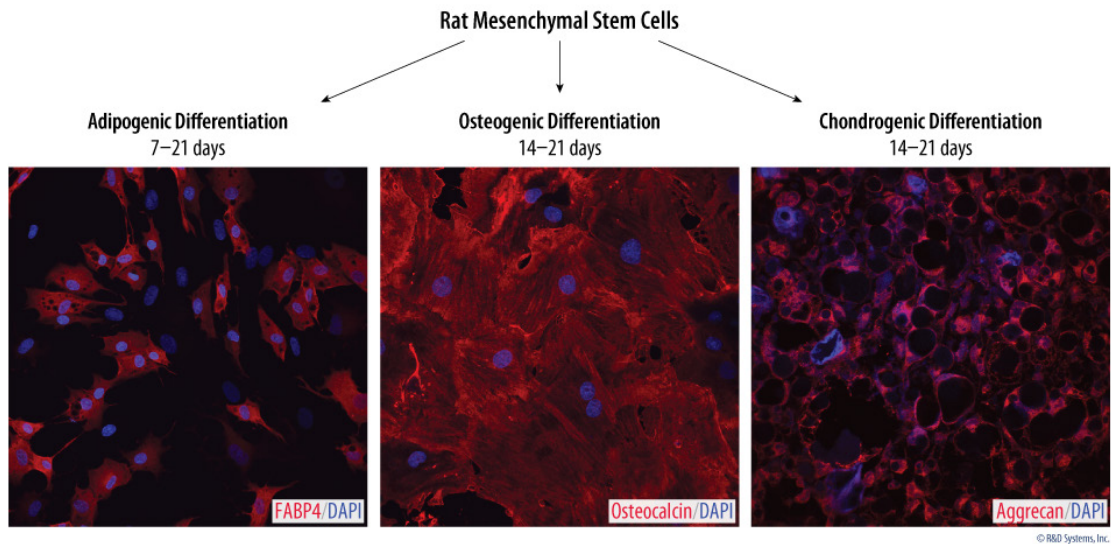 Rat Mesenchymal Stem Cells
Adipogenic Differentiation
7–21 days
Osteogenic Differentiation
14–21 days
Chondrogenic Differentiation
14–21 days
FABP4/DAPI
Osteocalcin/DAPI
Aggrecan/DAPI
© R&D Systems, Inc.